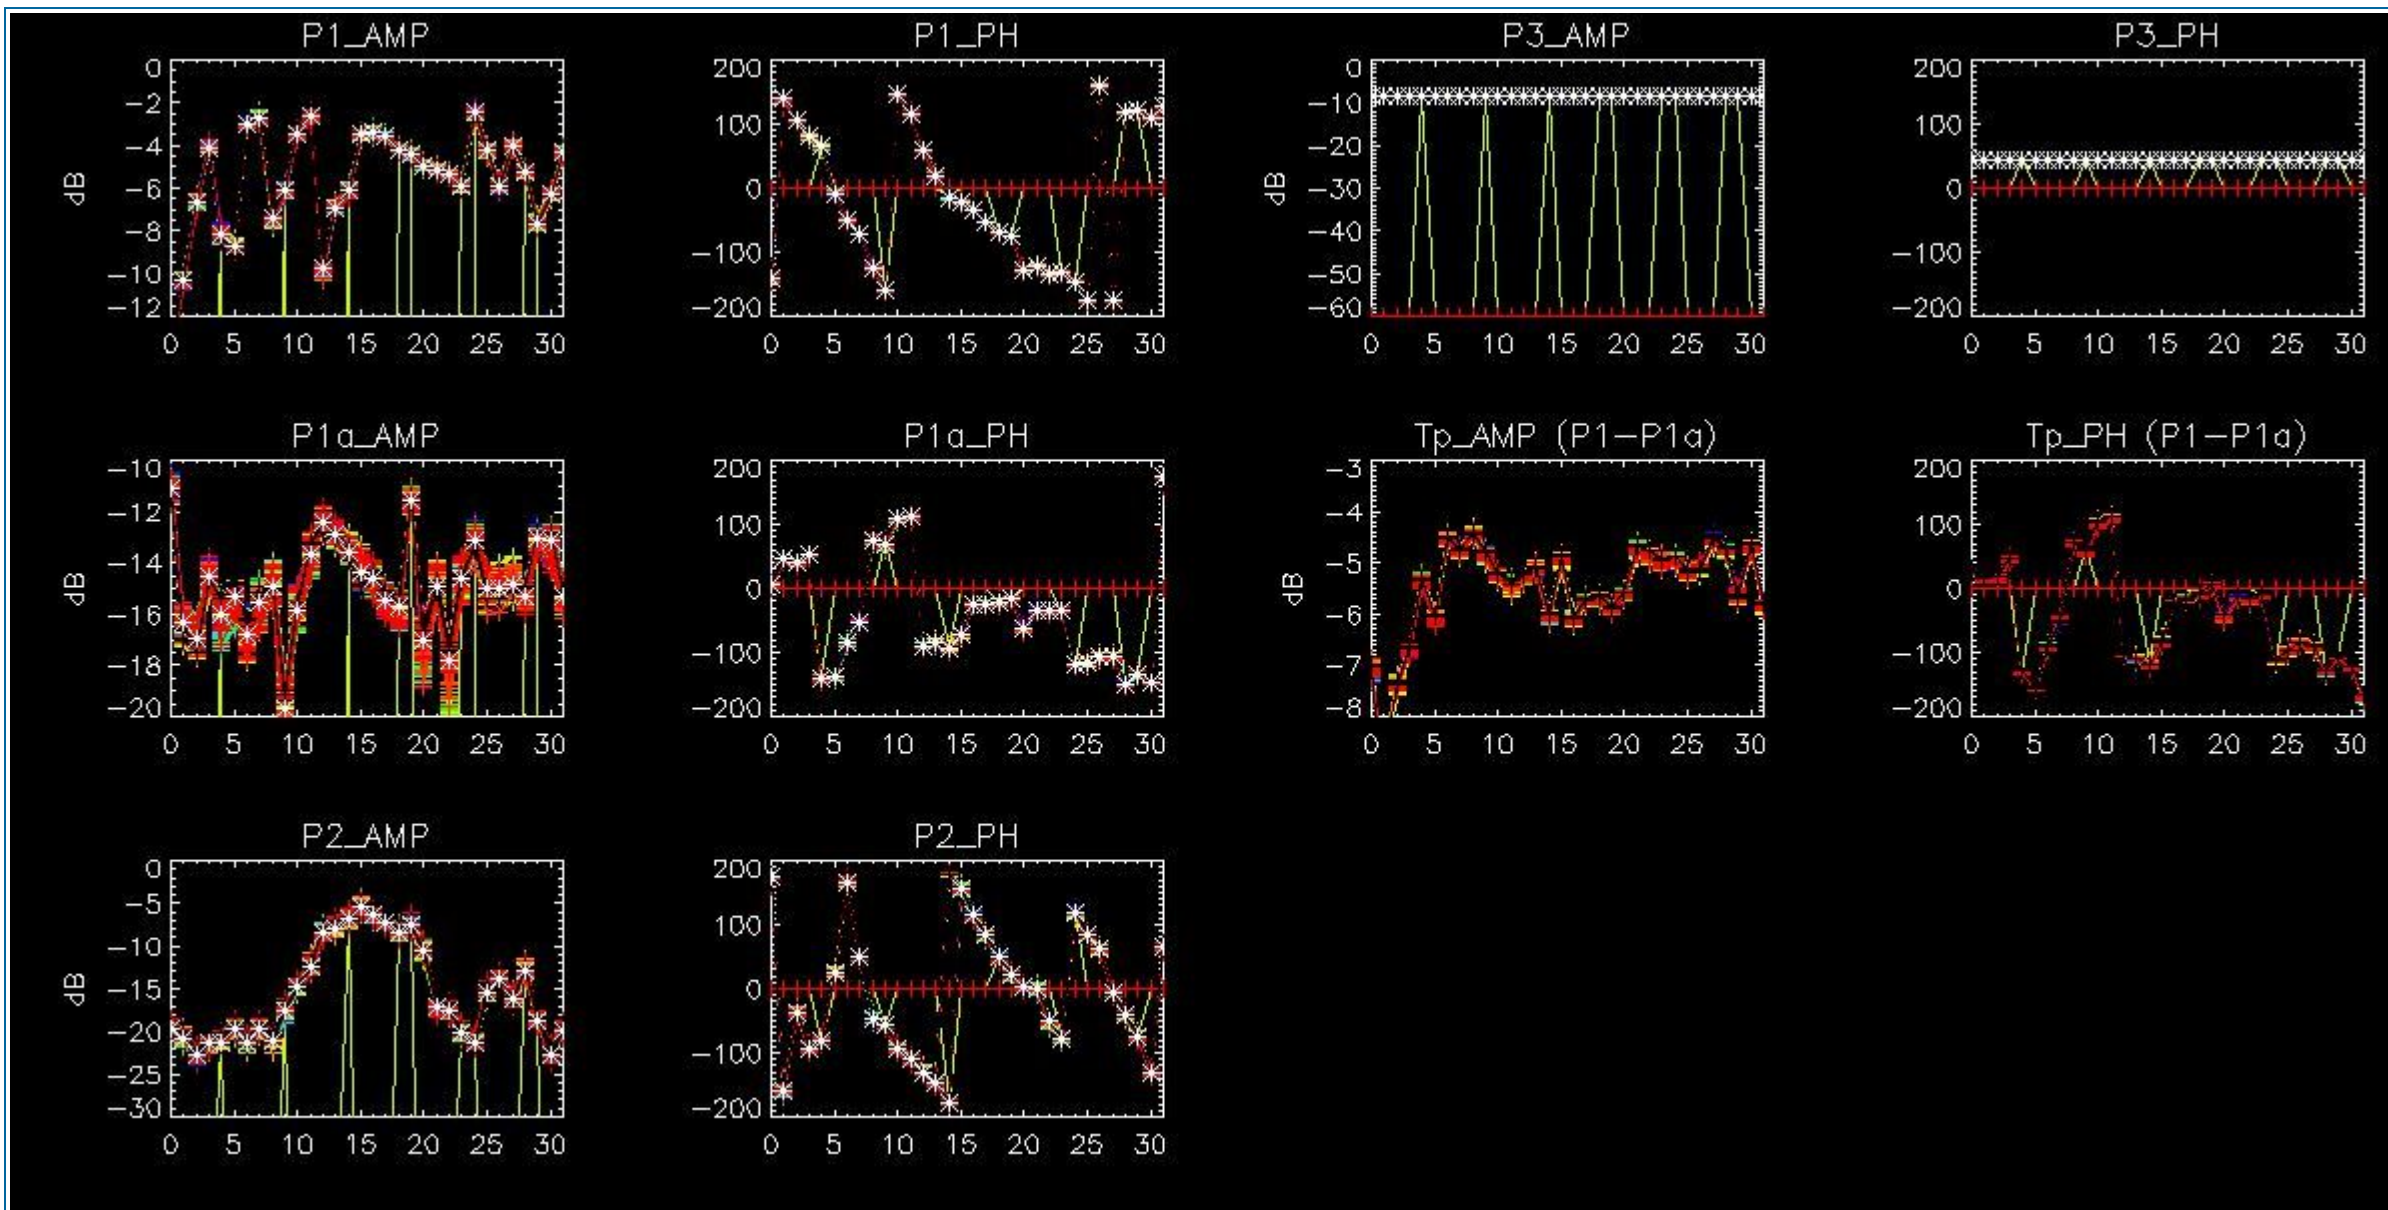 P1_AMP
0
−2
−4
−6
−8
−10
−12
dB
0 5 10 15 20 25 30
P1_PH
200
100
0
−100
−200
0 5 10 15 20 25 30
P3_AMP
0
−10
−20
−30
−40
−50
−60
dB
0 5 10 15 20 25 30
P3_PH
200
100
0
−100
−200
0 5 10 15 20 25 30
P1a_AMP
−10
−12
−14
−16
−18
−20
dB
0 5 10 15 20 25 30
P1a_PH
200
100
0
−100
−200
0 5 10 15 20 25 30
Tp_AMP (P1−P1a)
−3
−4
−5
−6
−7
−8
dB
0 5 10 15 20 25 30
Tp_PH (P1−P1a)
200
100
0
−100
−200
0 5 10 15 20 25 30
P2_AMP
0
−5
−10
−15
−20
−25
−30
dB
0 5 10 15 20 25 30
P2_PH
200
100
0
−100
−200
0 5 10 15 20 25 30